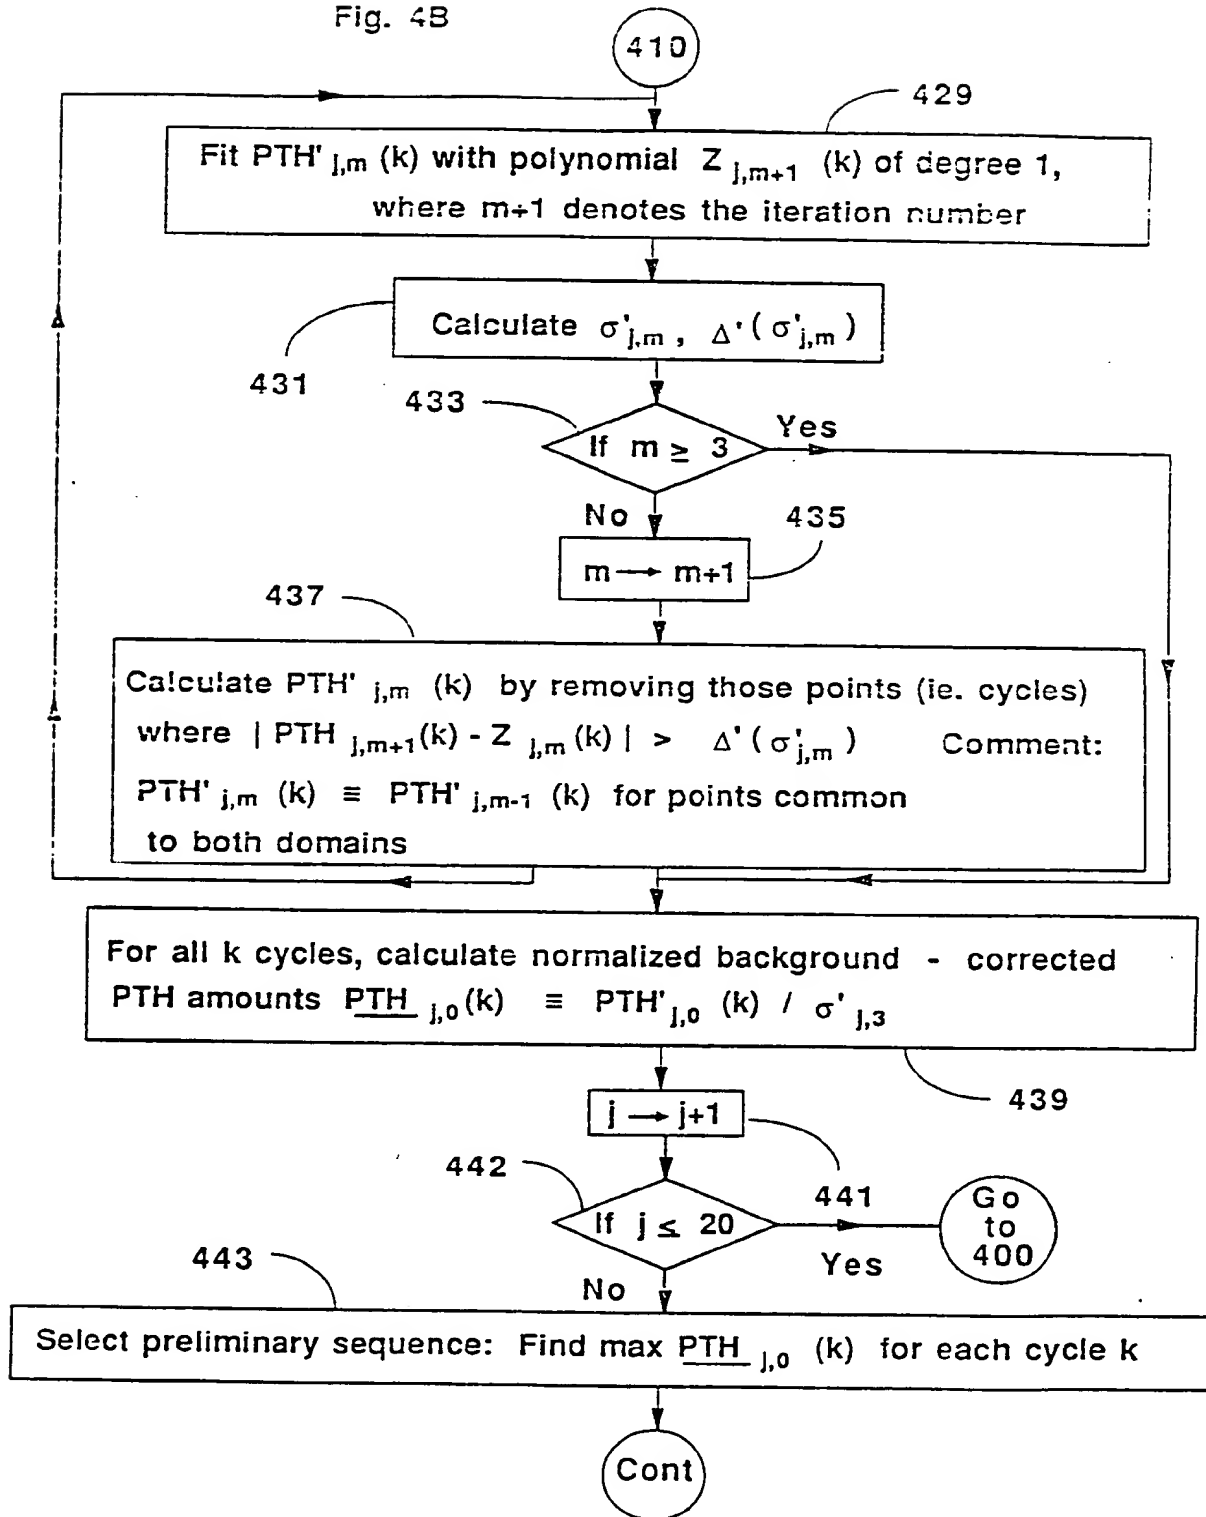 Fig. 4B
410
429
Fit PTH' j,m (k) with polynomial Z j,m+1 (k) of degree 1,
where m+1 denotes the iteration number
Calculate σ'j,m , Δ'(σ'j,m)
431
433
If m ≥ 3
Yes
No
435
m → m+1
437
Calculate PTH' j,m (k) by removing those points (ie. cycles)
where | PTH j,m+1(k) - Z j,m(k) | > Δ'(σ'j,m) Comment:
PTH' j,m (k) ≡ PTH' j,m-1 (k) for points common
to both domains
For all k cycles, calculate normalized background - corrected
PTH amounts PTH j,0(k) ≡ PTH'j,0 (k) / σ'j,3
439
j → j+1
441
442
If j ≤ 20
Yes
Go
to
400
No
443
Select preliminary sequence: Find max PTH j,0 (k) for each cycle k
Cont